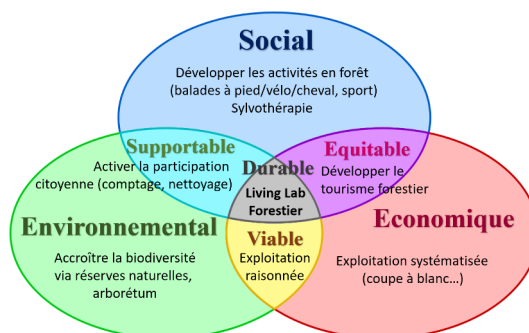 Social
Développer les activités en forêt
(balades à pied/vélo/cheval, sport)
Sylvothérapie
Supportable
Activer la participation
citoyenne (comptage, nettoyage)
Durable
Living Lab
Forestier
Equitable
Développer le
tourisme forestier
Environnemental
Accroître la biodiversité
via réserves naturelles,
arborétum
Viable
Exploitation
raisonnée
Economique
Exploitation systématisée
(coupe à blanc...)